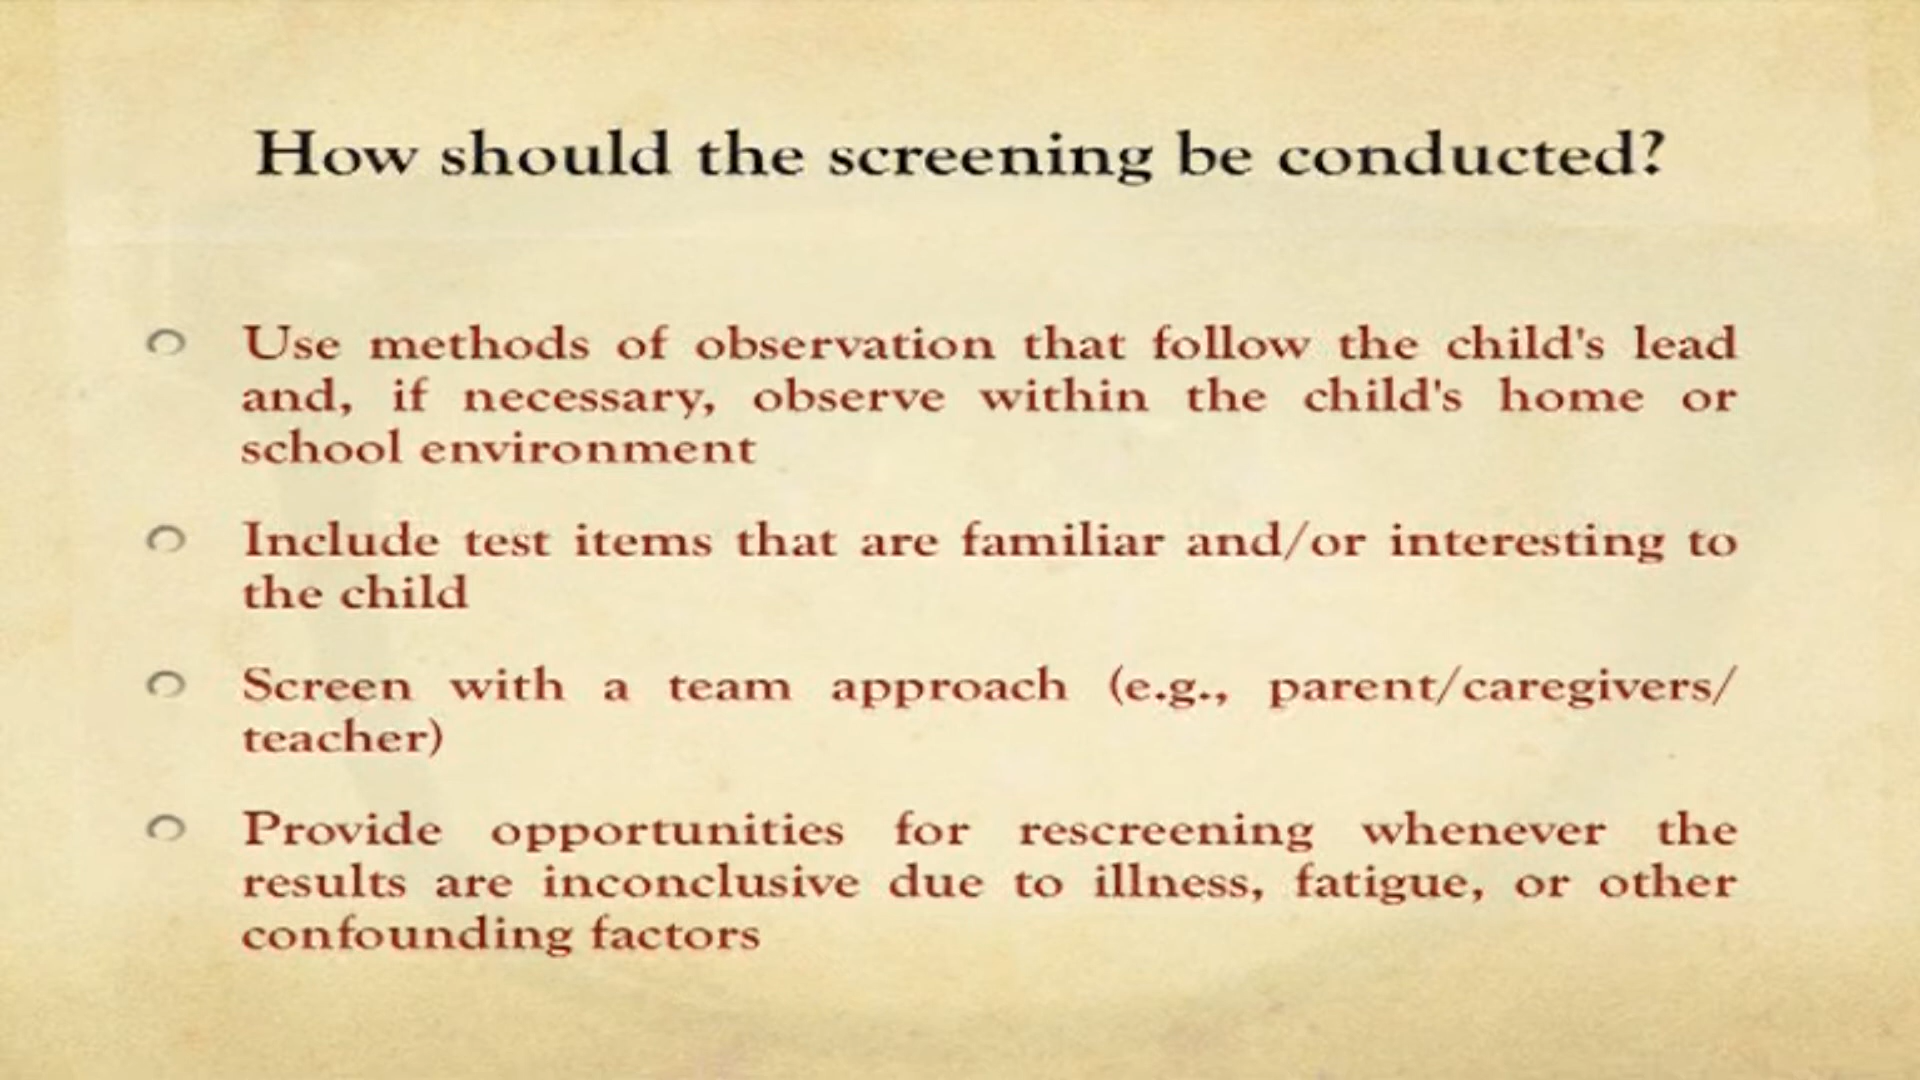 How should the screening be conducted?
Use methods of observation that follow the child's lead
and, if necessary, observe within the child's home or
school environment
Include test items that are familiar and/or interesting to
the child
Screen with a team approach (e.g., parent/caregivers/
teacher)
Provide opportunities for rescreening whenever the
results are inconclusive due to illness, fatigue, or other
confounding factors